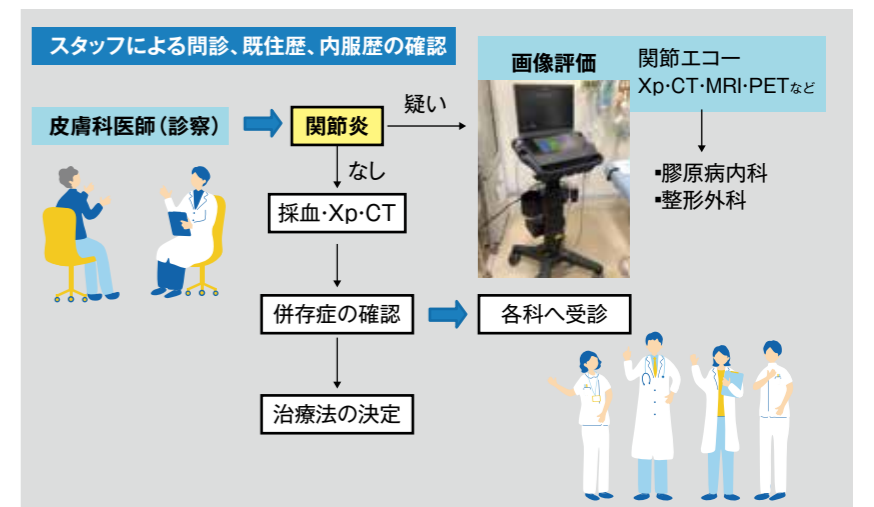 スタッフによる問診、既住歴、内服歴の確認
皮膚科医師(診察)
関節炎
疑い
画像評価
関節エコー
Xp・CT・MRI・PETなど
▪膠原病内科
▪整形外科
なし
採血・Xp・CT
併存症の確認
各科へ受診
治療法の決定